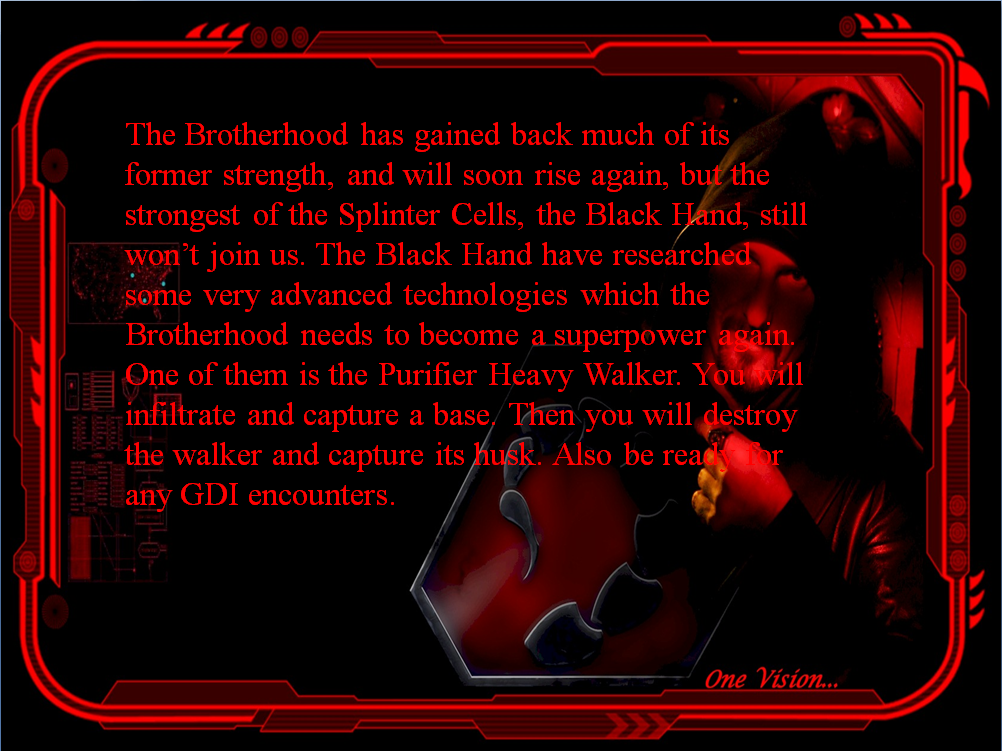 The Brotherhood has gained back much of its
former strength, and will soon rise again, but the
strongest of the Splinter Cells, the Black Hand, still
won’t join us. The Black Hand have researched
some very advanced technologies which the
Brotherhood needs to become a superpower again.
One of them is the Purifier Heavy Walker. You will
infiltrate and capture a base. Then you will destroy
the walker and capture its husk. Also be ready for
any GDI encounters.
One Vision...